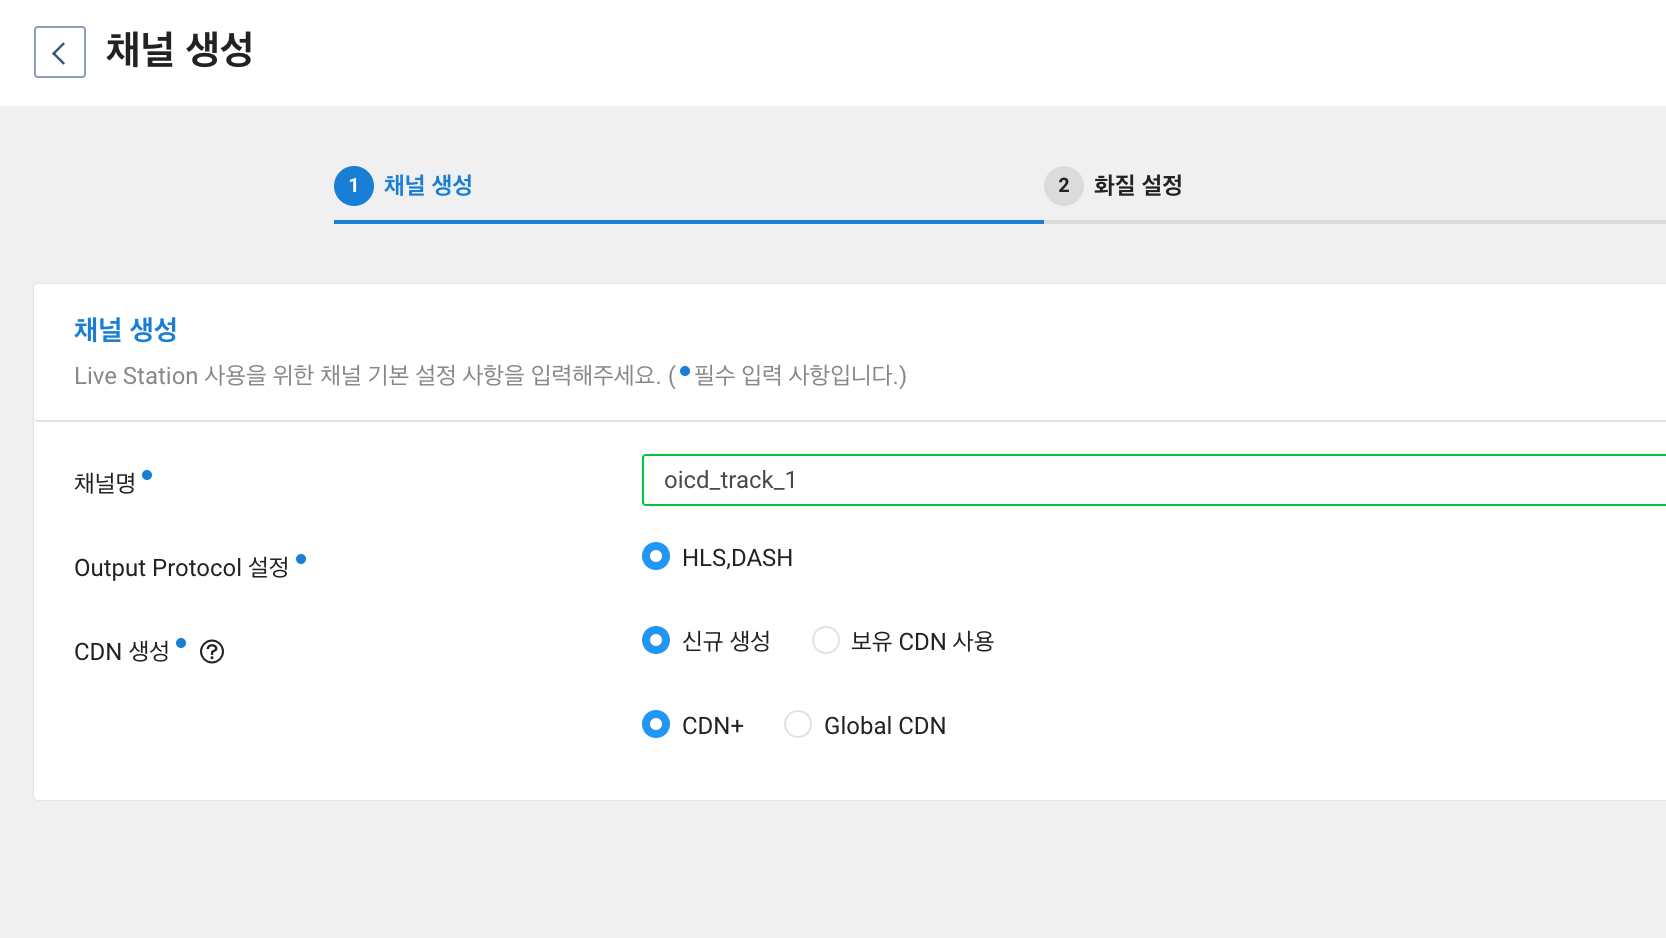 채널 생성
1 채널 생성
2 화질 설정
채널 생성
Live Station 사용을 위한 채널 기본 설정 사항을 입력해주세요. ( 필수 입력 사항입니다.)
채널명
oicd_track_1
Output Protocol 설정
HLS,DASH
CDN 생성 ?
신규 생성 보유 CDN 사용
CDN+ Global CDN